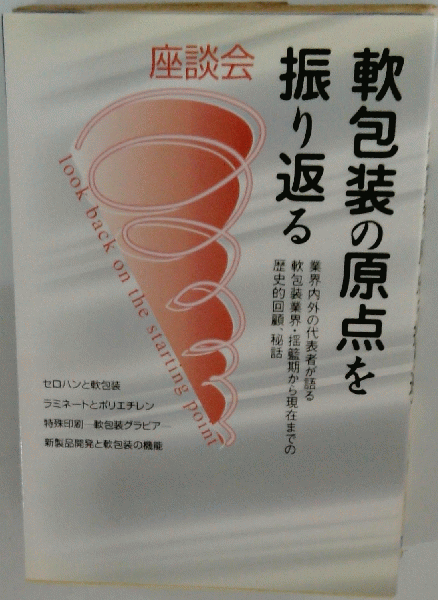 軟包装の原点を
振り返る
座談会
業界内外の代表者が語る
軟包装業界・揺籃期から現在までの
歴史的回顧、秘話
look back on the starting point
セロハンと軟包装
ラミネートとポリエチレン
特殊印刷―軟包装グラビア―
新製品開発と軟包装の機能